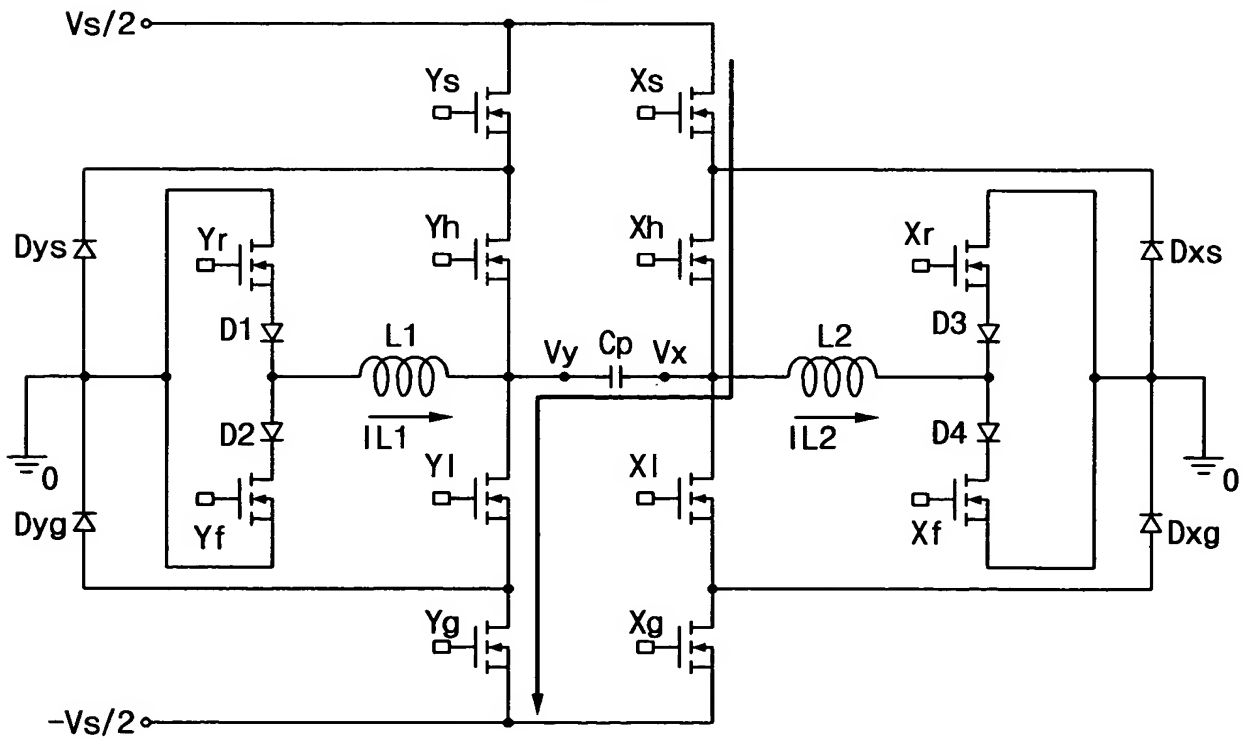 Vs/2
Ys
Xs
Yh
Xh
Dys
Yr
Xr
Dxs
D1
L1
Vy
Cp
Vx
L2
D3
IL1
IL2
D2
D4
0
0
Yl
Xl
Dyg
Yf
Xf
Dxg
Yg
Xg
-Vs/2